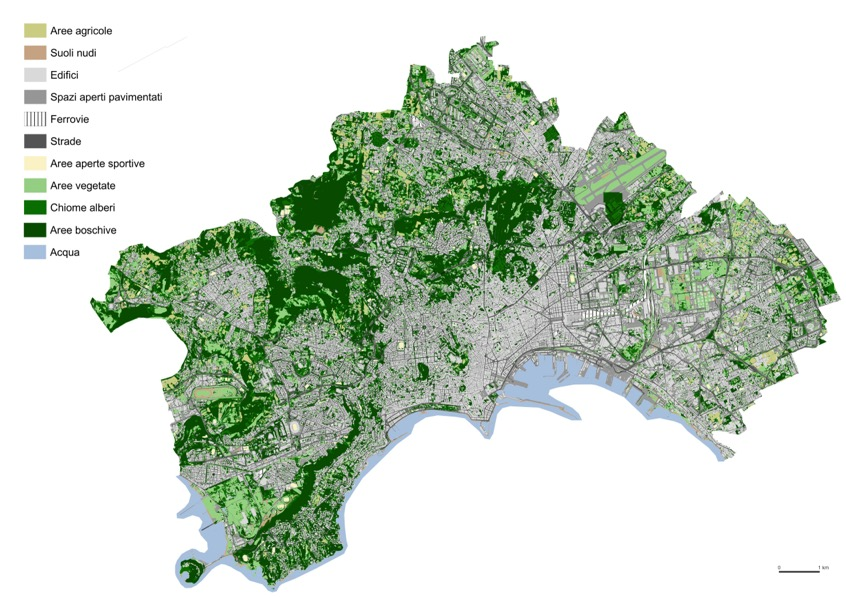 Aree agricole
Suoli nudi
Edifici
Spazi aperti pavimentati
Ferrovie
Strade
Aree aperte sportive
Aree vegetate
Chiome alberi
Aree boschive
Acqua
0 1 km